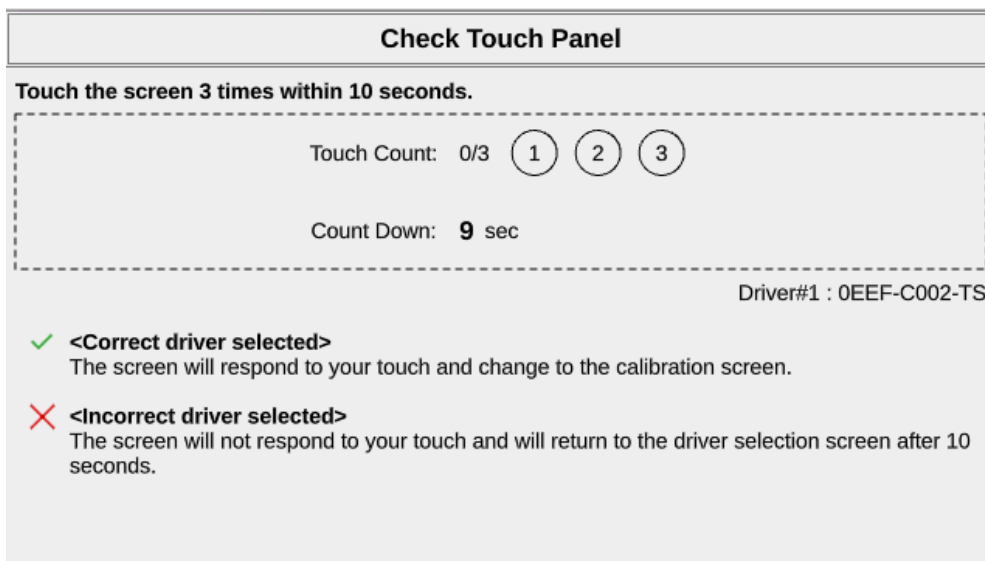 Check Touch Panel
Touch the screen 3 times within 10 seconds.
Touch Count: 0/3 1 2 3
Count Down: 9 sec
Driver#1 : 0EEF-C002-TS
<Correct driver selected>
The screen will respond to your touch and change to the calibration screen.
<Incorrect driver selected>
The screen will not respond to your touch and will return to the driver selection screen after 10
seconds.